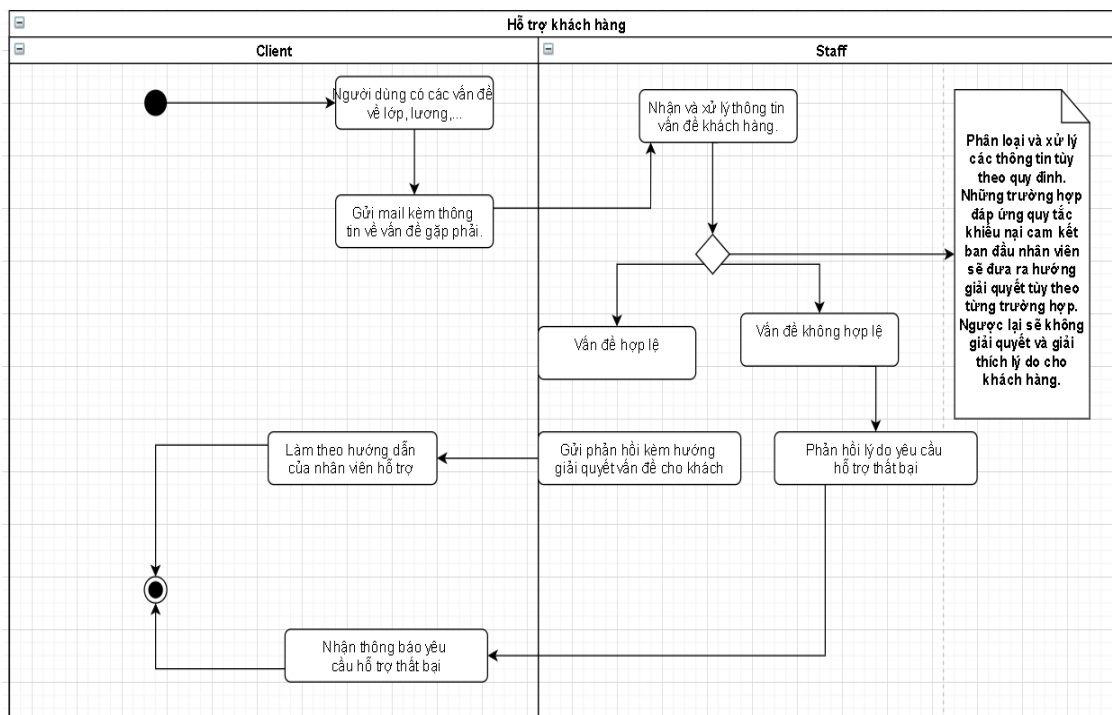 Hỗ trợ khách hàng
Client
Staff
Người dùng có các vấn đề
về lớp, lương,...
Gửi mail kèm thông
tin về vấn đề gặp phải.
Nhận và xử lý thông tin
vấn đề khách hàng.
Phân loại và xử lý
các thông tin tùy
theo quy đinh.
Những trường hợp
đáp ứng quy tắc
khiếu nại cam kết
ban đầu nhân viên
sẽ đưa ra hướng
giải quyết tùy theo
từng trường hợp.
Ngược lại sẽ không
giải quyết và giải
thích lý do cho
khách hàng.
Vấn đề hợp lệ
Vấn đề không hợp lệ
Làm theo hướng dẫn
của nhân viên hỗ trợ
Gửi phản hồi kèm hướng
giải quyết vấn đề cho khách
Phản hồi lý do yêu cầu
hỗ trợ thất bại
Nhận thông báo yêu
cầu hỗ trợ thất bại